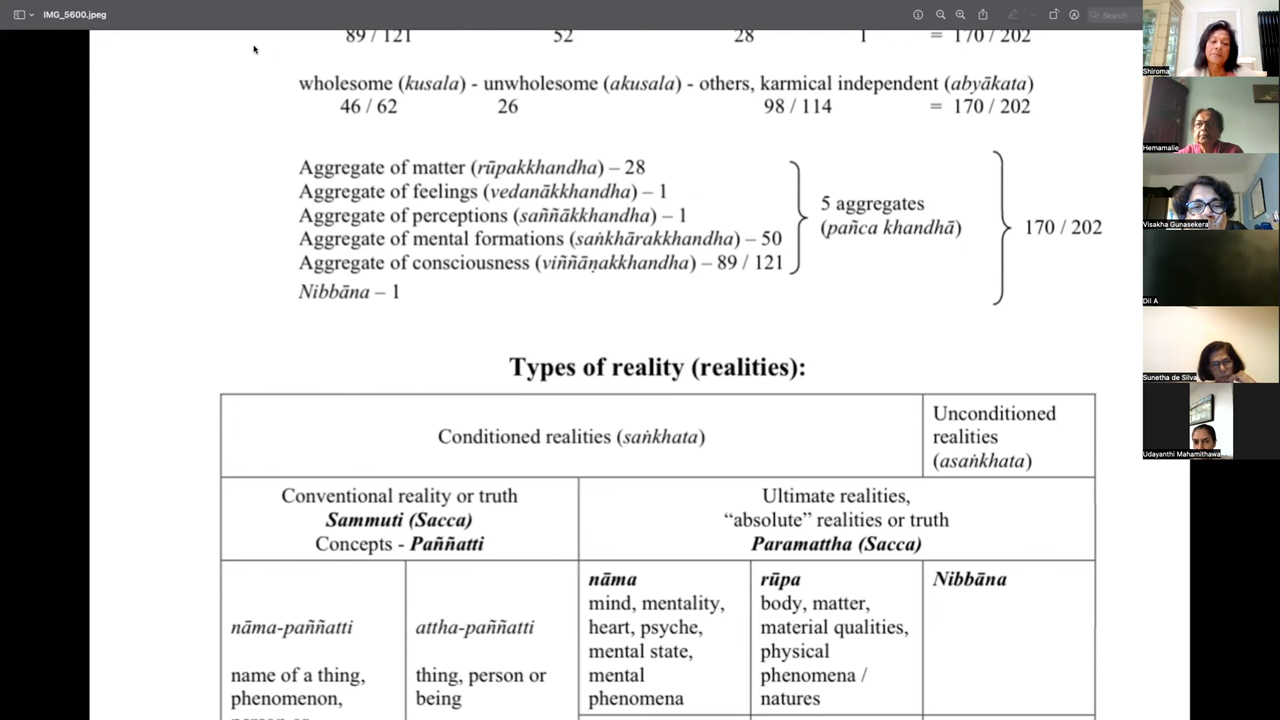 IMG_5600.jpeg
Search
89 / 121 52 28 1 = 170 / 202
wholesome (kusala) - unwholesome (akusala) - others, karmical independent (abyākata)
46 / 62 26 98 / 114 = 170 / 202
Aggregate of matter (rūpakkhandha) – 28
Aggregate of feelings (vedanākkhandha) – 1
Aggregate of perceptions (saññākkhandha) – 1
Aggregate of mental formations (saṅkhārakkhandha) – 50
Aggregate of consciousness (viññāṇakkhandha) – 89 / 121
Nibbāna – 1
5 aggregates
(pañca khandhā)
170 / 202
Types of reality (realities):
Conditioned realities (saṅkhata)
Unconditioned
realities
(asaṅkhata)
Conventional reality or truth
Sammuti (Sacca)
Concepts - Paññatti
Ultimate realities,
“absolute” realities or truth
Paramattha (Sacca)
nāma-paññatti
name of a thing,
phenomenon,
attha-paññatti
thing, person or
being
nāma
mind, mentality,
heart, psyche,
mental state,
mental
phenomena
rūpa
body, matter,
material qualities,
physical
phenomena /
natures
Nibbāna
Shiroma
Hemamalie
Visakha Gunasekera
Dil A
Sunetha de Silva
Udayanthi Mahamithawa